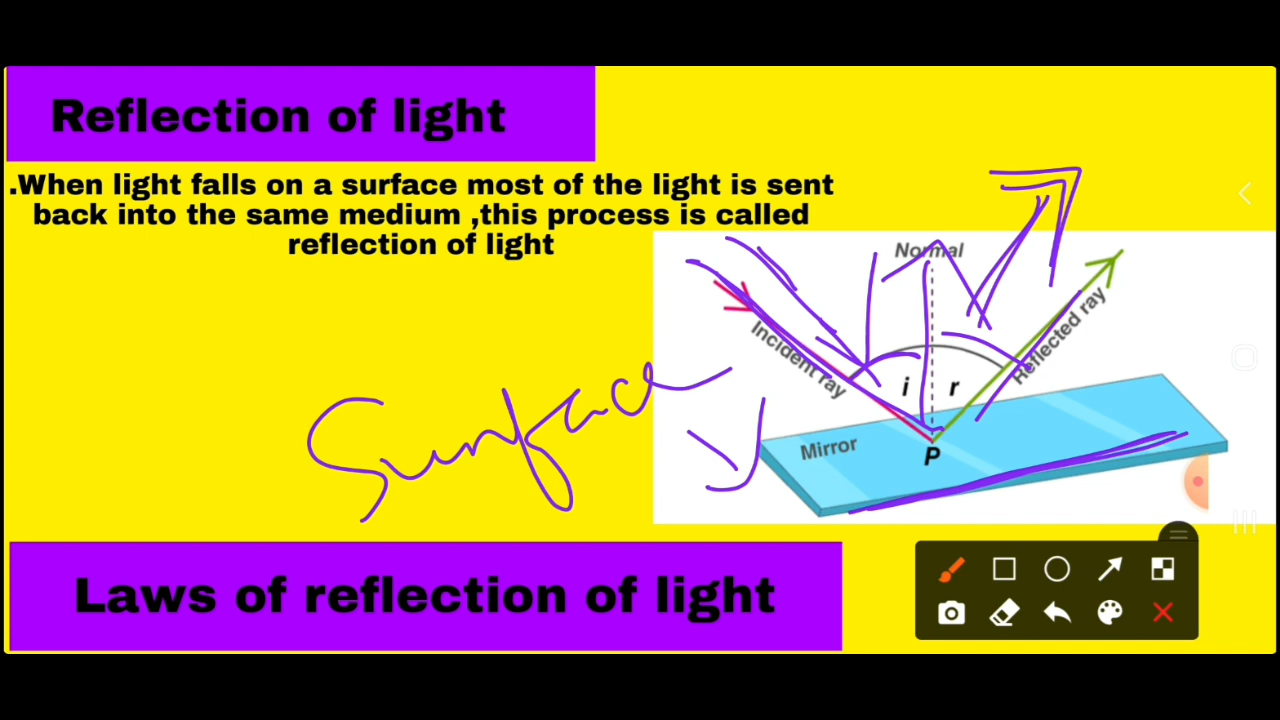 Reflection of light
.When light falls on a surface most of the light is sent
back into the same medium ,this process is called
reflection of light
Normal
Incident ray
Reflected ray
i r
Mirror
P
Surface
Laws of reflection of light